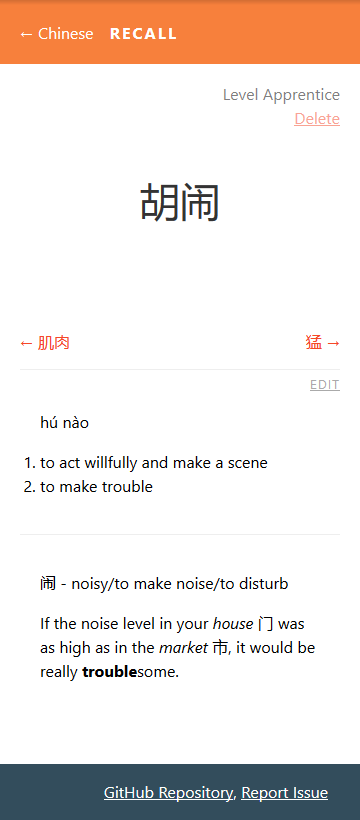 ← Chinese RECALL
Level Apprentice
Delete
胡闹
← 肌肉 猛 →
EDIT
hú nào
1. to act willfully and make a scene
2. to make trouble
闹 - noisy/to make noise/to disturb
If the noise level in your house 门 was
as high as in the market 市, it would be
really troublesome.
GitHub Repository, Report Issue